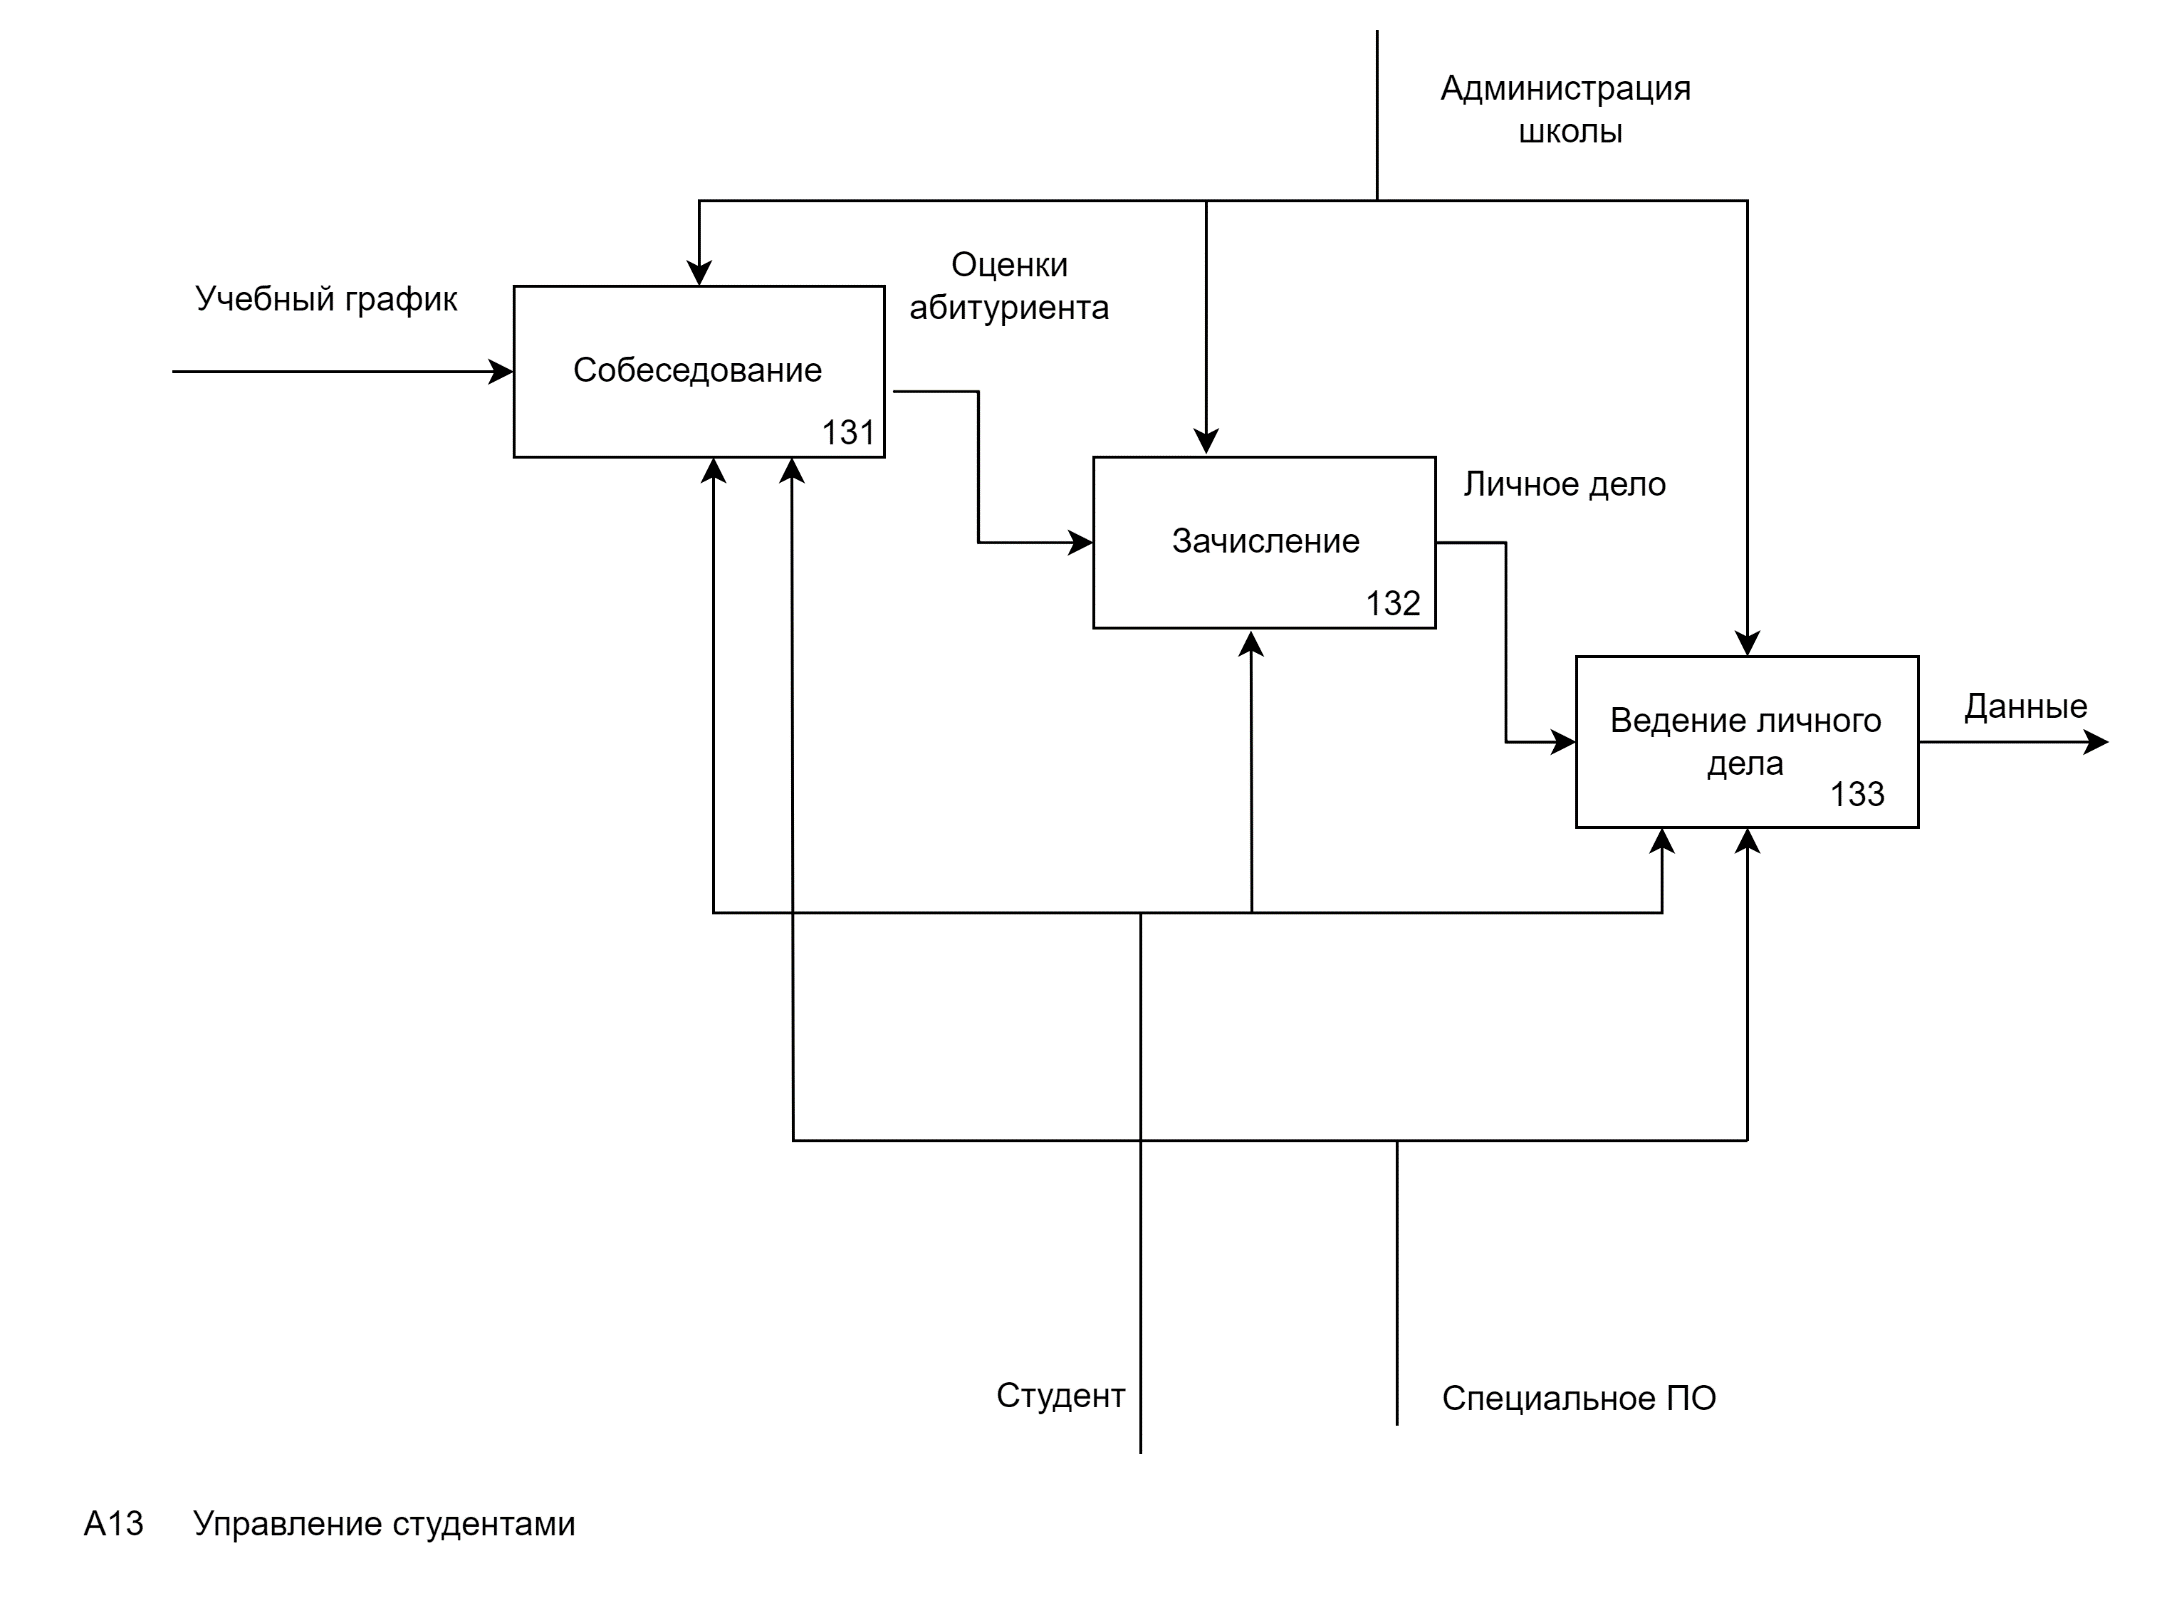 Администрация
школы
Учебный график
Оценки
абитуриента
Собеседование
131
Личное дело
Зачисление
132
Ведение личного
дела
133
Данные
Студент
Специальное ПО
А13 Управление студентами